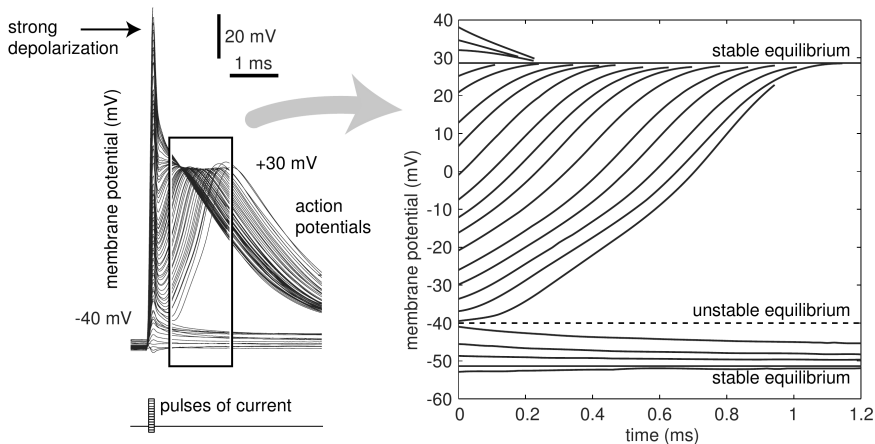 strong
depolarization
20 mV
1 ms
membrane potential (mV)
+30 mV
action
potentials
-40 mV
pulses of current
40
30
20
10
0
-10
-20
-30
-40
-50
-60
membrane potential (mV)
stable equilibrium
unstable equilibrium
stable equilibrium
0 0.2 0.4 0.6 0.8 1 1.2
time (ms)